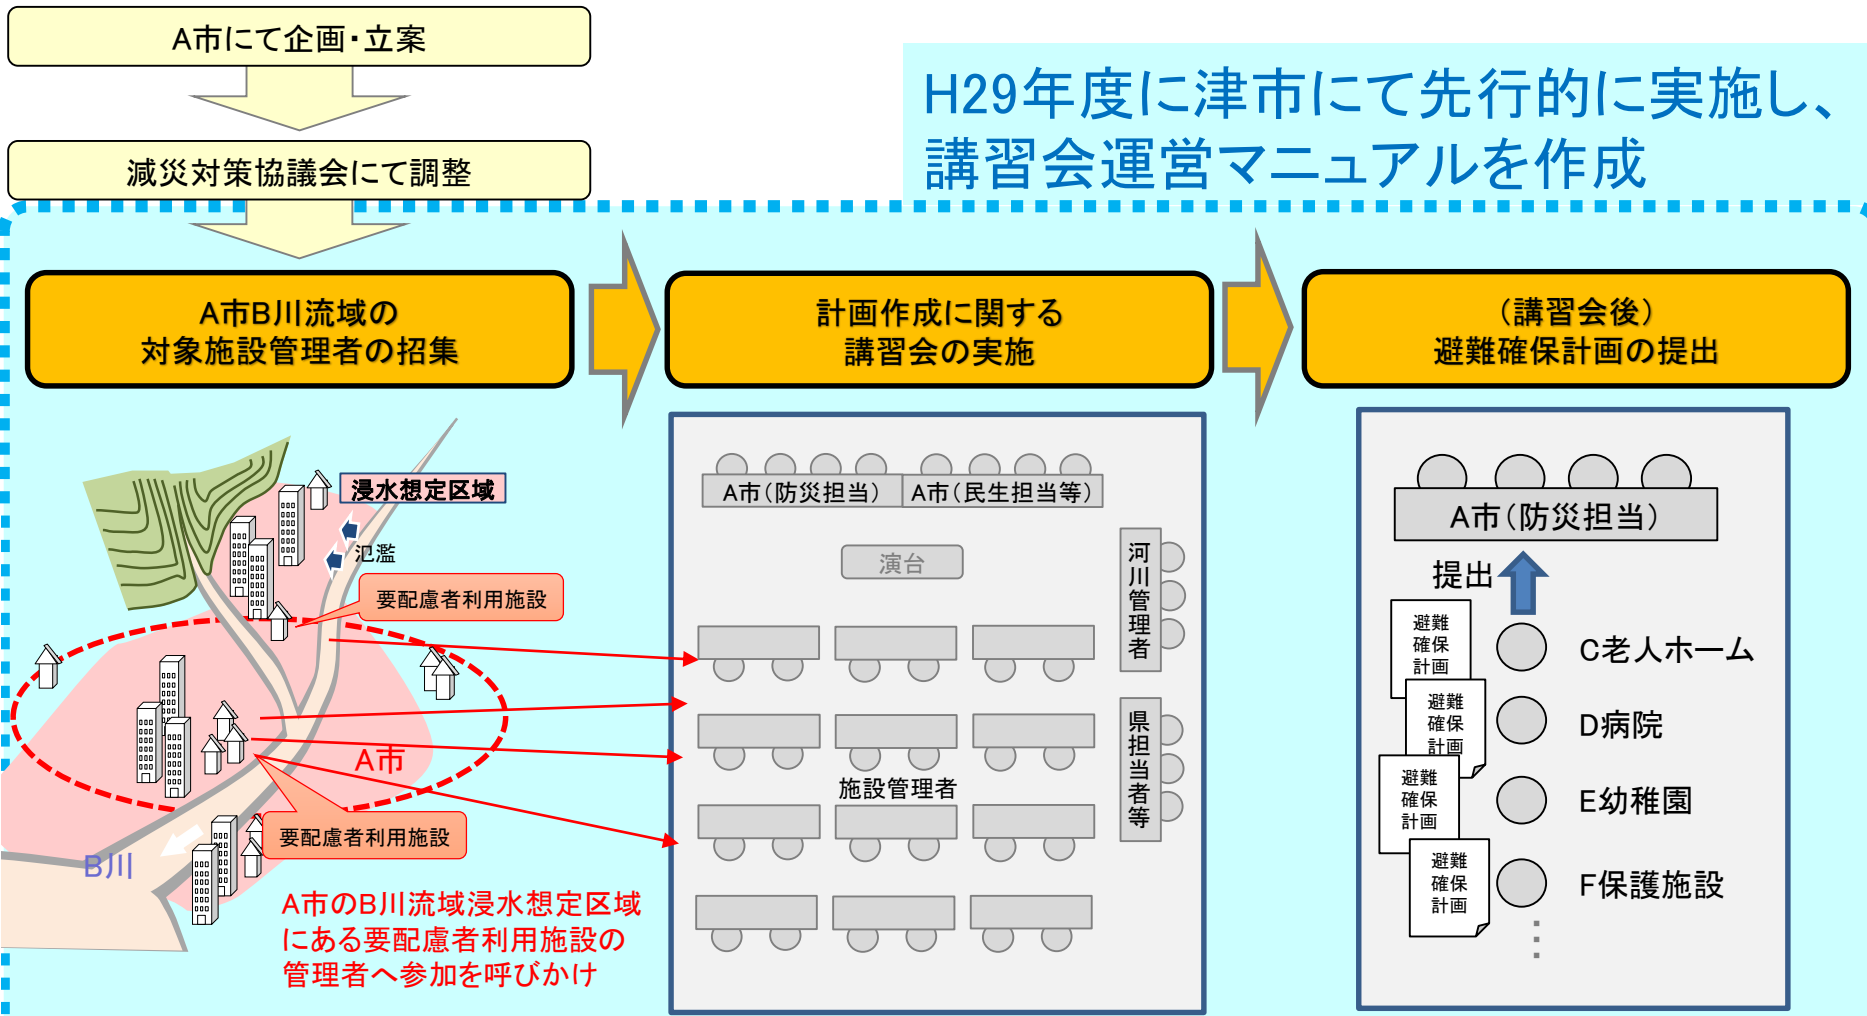 A市にて企画・立案
減災対策協議会にて調整
H29年度に津市にて先行的に実施し、
講習会運営マニュアルを作成
A市B川流域の
対象施設管理者の招集
計画作成に関する
講習会の実施
(講習会後)
避難確保計画の提出
浸水想定区域
氾濫
要配慮者利用施設
A市
要配慮者利用施設
B川
A市のB川流域浸水想定区域
にある要配慮者利用施設の
管理者へ参加を呼びかけ
A市(防災担当)
A市(民生担当等)
演台
河川管理者
県担当者等
施設管理者
A市(防災担当)
提出
避難
確保
計画
C老人ホーム
避難
確保
計画
D病院
避難
確保
計画
E幼稚園
避難
確保
計画
F保護施設
…